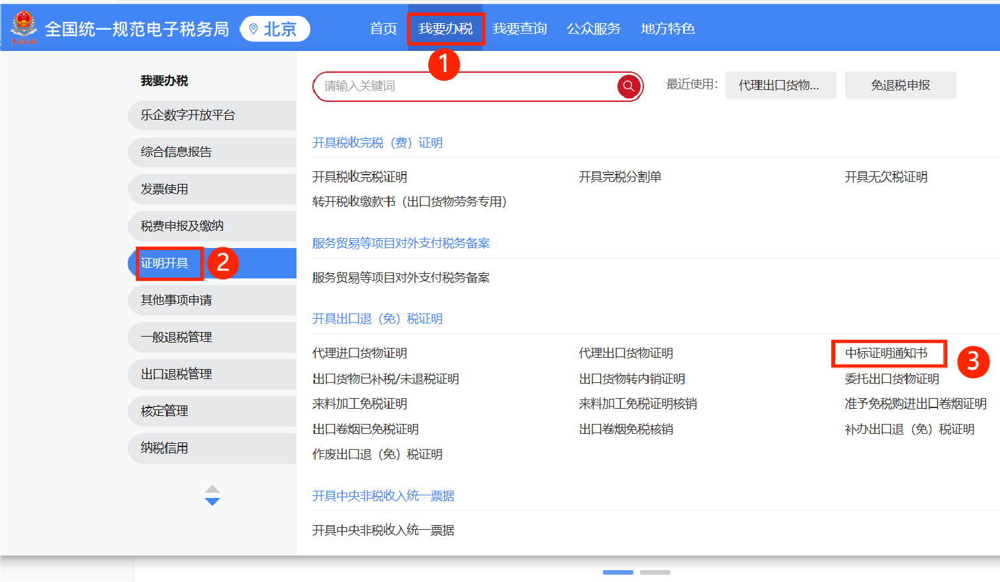 全国统一规范电子税务局
北京
首页
我要办税
我要查询
公众服务
地方特色
1
我要办税
请输入关键词
最近使用：
代理出口货物...
免退税申报
乐企数字开放平台
综合信息报告
发票使用
税费申报及缴纳
证明开具
2
其他事项申请
一般退税管理
出口退税管理
核定管理
纳税信用
开具税收完税（费）证明
开具税收完税证明
开具完税分割单
开具无欠税证明
转开税收缴款书（出口货物劳务专用）
服务贸易等项目对外支付税务备案
服务贸易等项目对外支付税务备案
开具出口退（免）税证明
代理进口货物证明
代理出口货物证明
中标证明通知书
3
出口货物已补税/未退税证明
出口货物转内销证明
委托出口货物证明
来料加工免税证明
来料加工免税证明核销
准予免税购进出口卷烟证明
出口卷烟已免税证明
出口卷烟免税核销
补办出口退（免）税证明
作废出口退（免）税证明
开具中央非税收入统一票据
开具中央非税收入统一票据